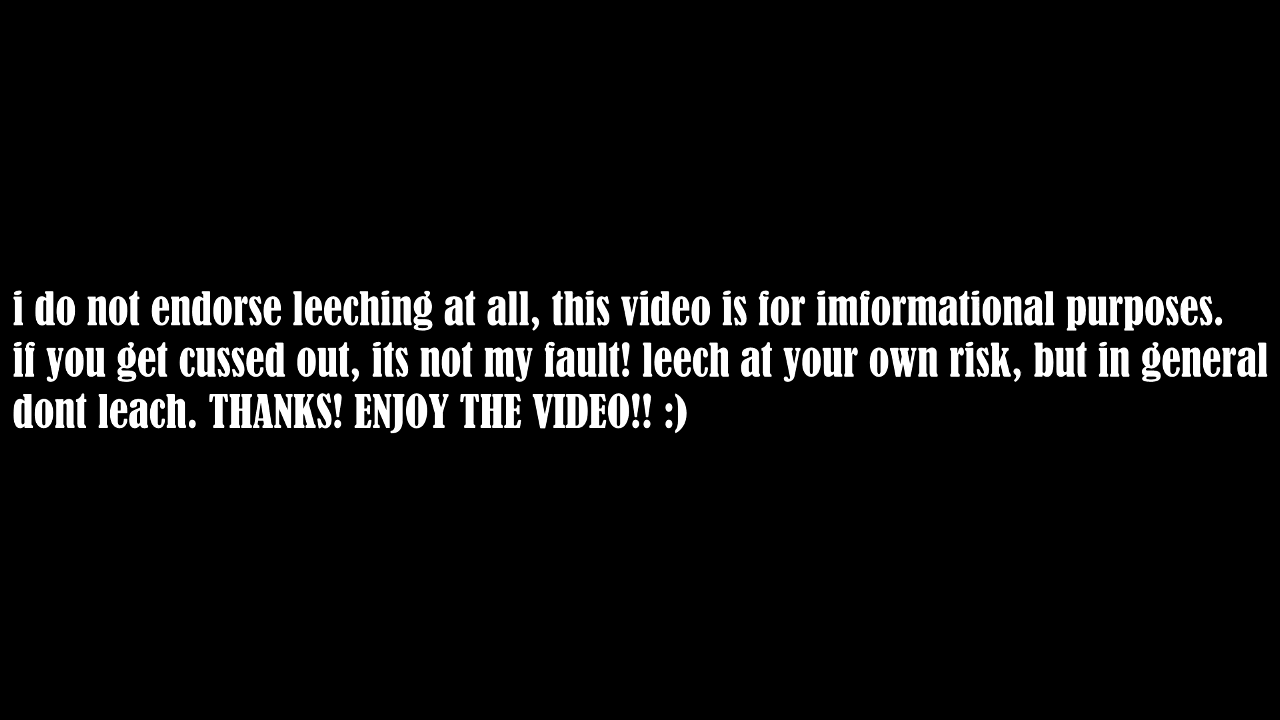 i do not endorse leeching at all, this video is for imformational purposes.
if you get cussed out, its not my fault! leech at your own risk, but in general
dont leach. THANKS! ENJOY THE VIDEO!! :)